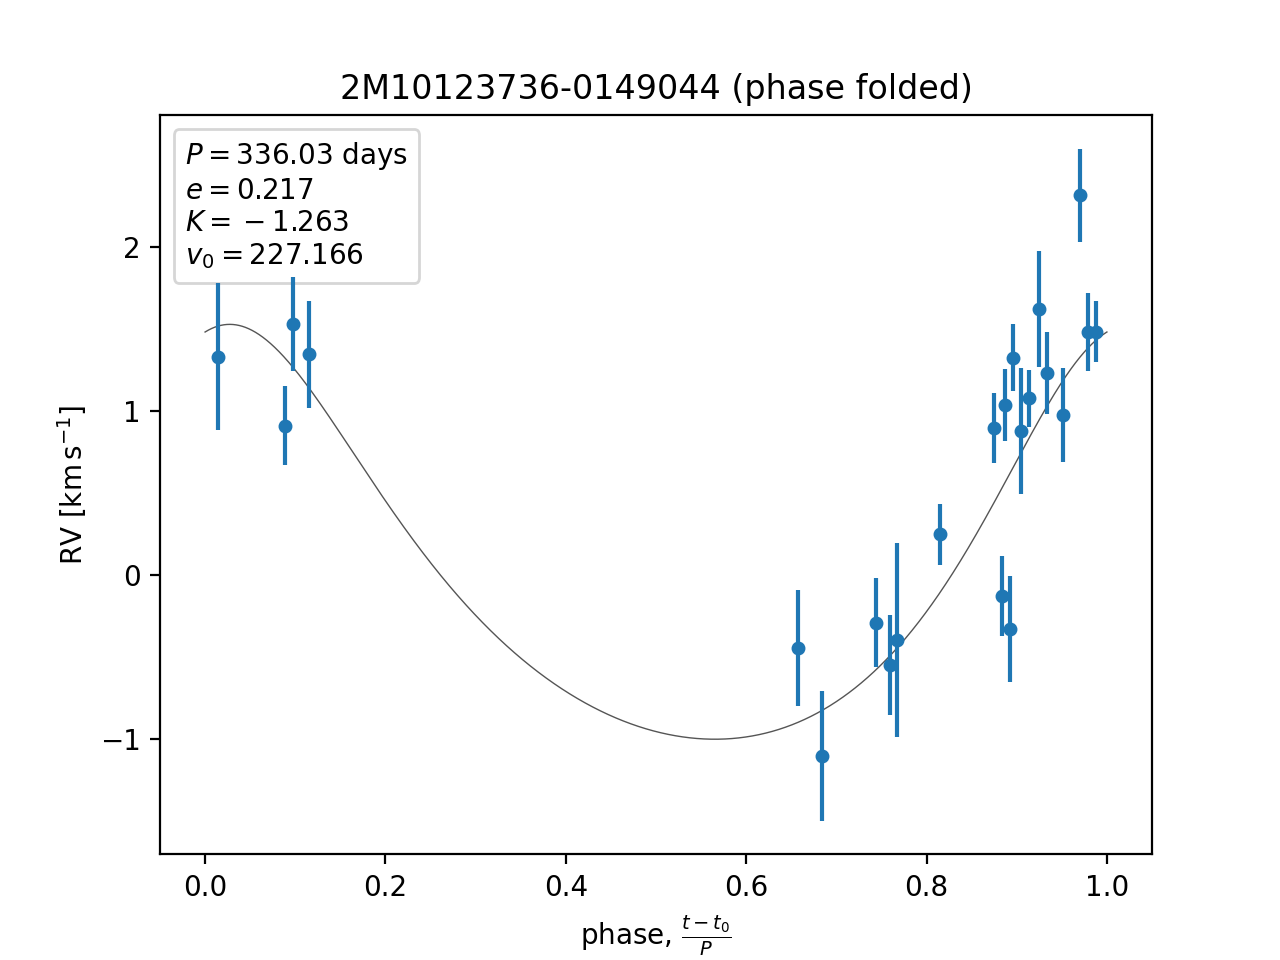 2M10123736-0149044 (phase folded)
P = 336.03 days
e = 0.217
K = −1.263
v₀ = 227.166
RV [km s⁻¹]
2
1
0
−1
0.0 0.2 0.4 0.6 0.8 1.0
phase, (t − t₀)/P